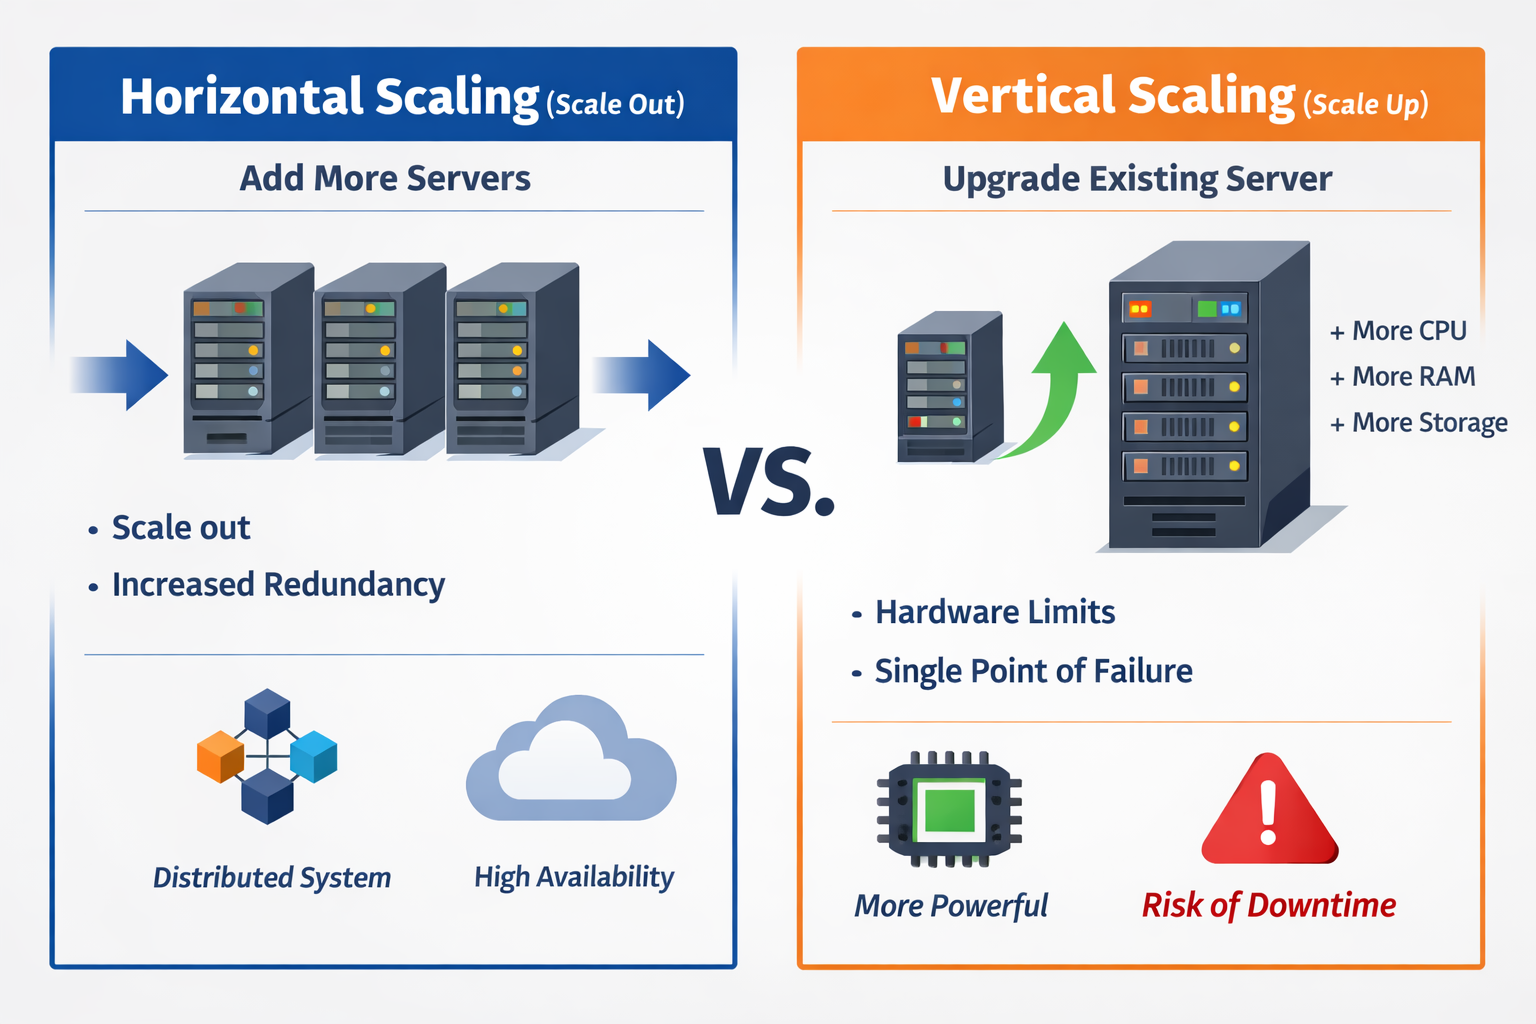 Horizontal Scaling (Scale Out)
Add More Servers
• Scale out
• Increased Redundancy
Distributed System
High Availability
VS.
Vertical Scaling (Scale Up)
Upgrade Existing Server
+ More CPU
+ More RAM
+ More Storage
• Hardware Limits
• Single Point of Failure
More Powerful
Risk of Downtime